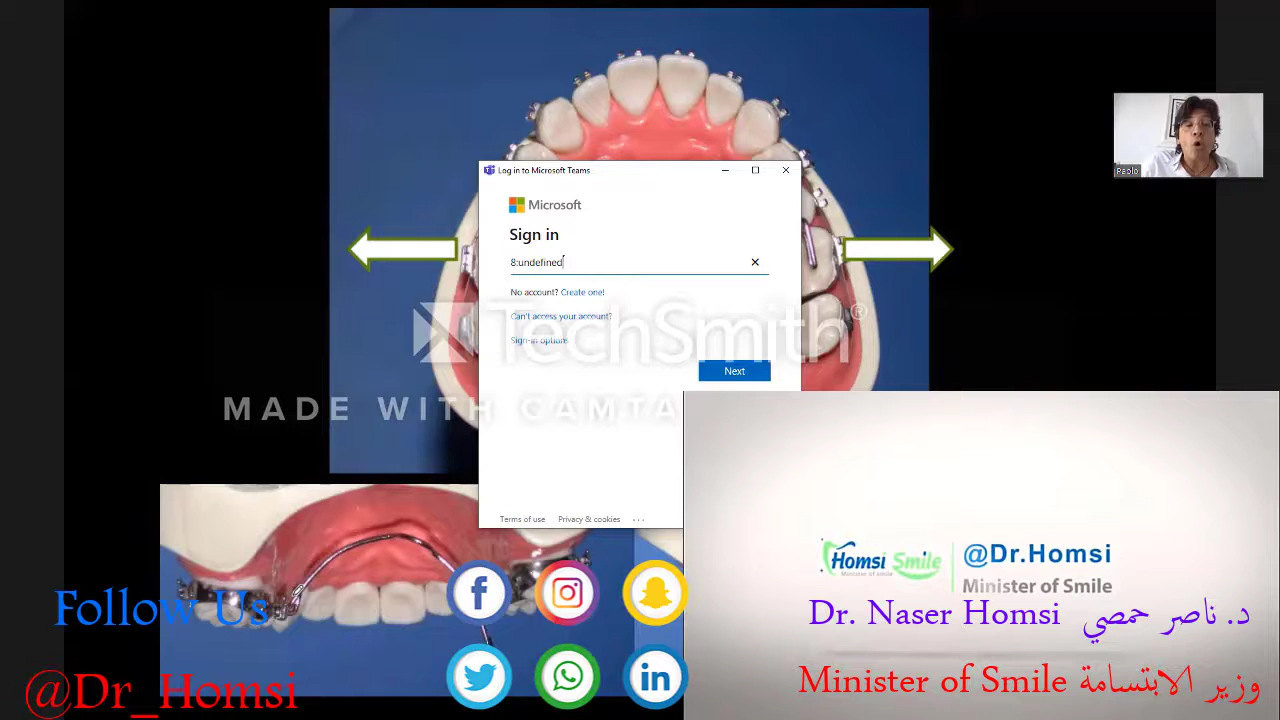 Log in to Microsoft Teams
Paolo
Microsoft
Sign in
8:undefined
No account? Create one!
Can't access your account?
Sign-in options
TechSmith®
Next
MADE WITH CAMTA
Terms of use Privacy & cookies ...
Homsi Smile
Minister of smile
@Dr.Homsi
Minister of Smile
Follow Us
Dr. Naser Homsi د. ناصر حمصي
@Dr_Homsi
Minister of Smile وزير الابتسامة